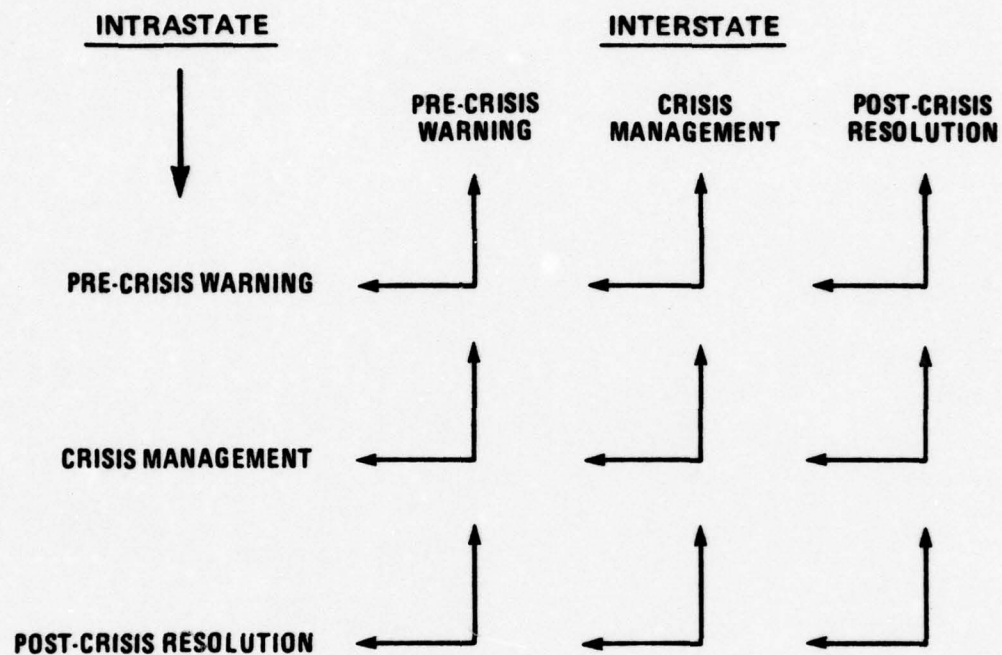 INTRASTATE
INTERSTATE
PRE-CRISIS
WARNING
CRISIS
MANAGEMENT
POST-CRISIS
RESOLUTION
PRE-CRISIS WARNING
CRISIS MANAGEMENT
POST-CRISIS RESOLUTION